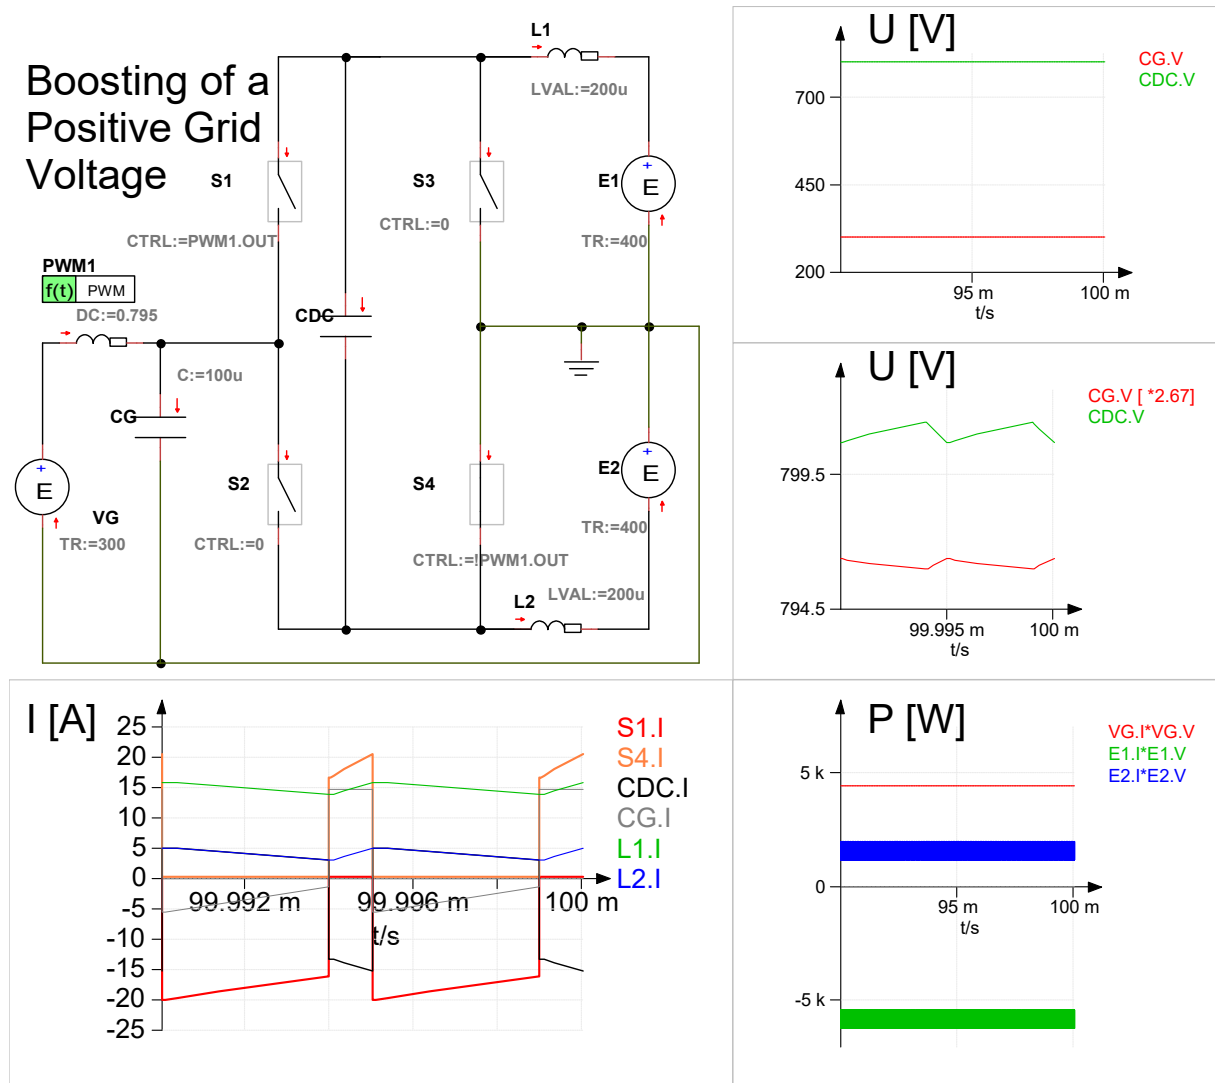 Boosting of a
Positive Grid
Voltage
L1
LVAL:=200u
S1
CTRL:=PWM1.OUT
S3
CTRL:=0
E1
E
+
TR:=400
PWM1
f(t) PWM
DC:=0.795
CDC
C:=100u
CG
E
+
VG
TR:=300
S2
CTRL:=0
S4
CTRL:=!PWM1.OUT
E2
E
+
TR:=400
L2
LVAL:=200u
U [V]
CG.V
CDC.V
700
450
200
95 m
100 m
t/s
U [V]
CG.V [ *2.67]
CDC.V
799.5
794.5
99.995 m
100 m
t/s
I [A]
25
20
15
10
5
0
-5
-10
-15
-20
-25
99.992 m
99.996 m
100 m
t/s
S1.I
S4.I
CDC.I
CG.I
L1.I
L2.I
P [W]
VG.I*VG.V
E1.I*E1.V
E2.I*E2.V
5 k
0
-5 k
95 m
100 m
t/s